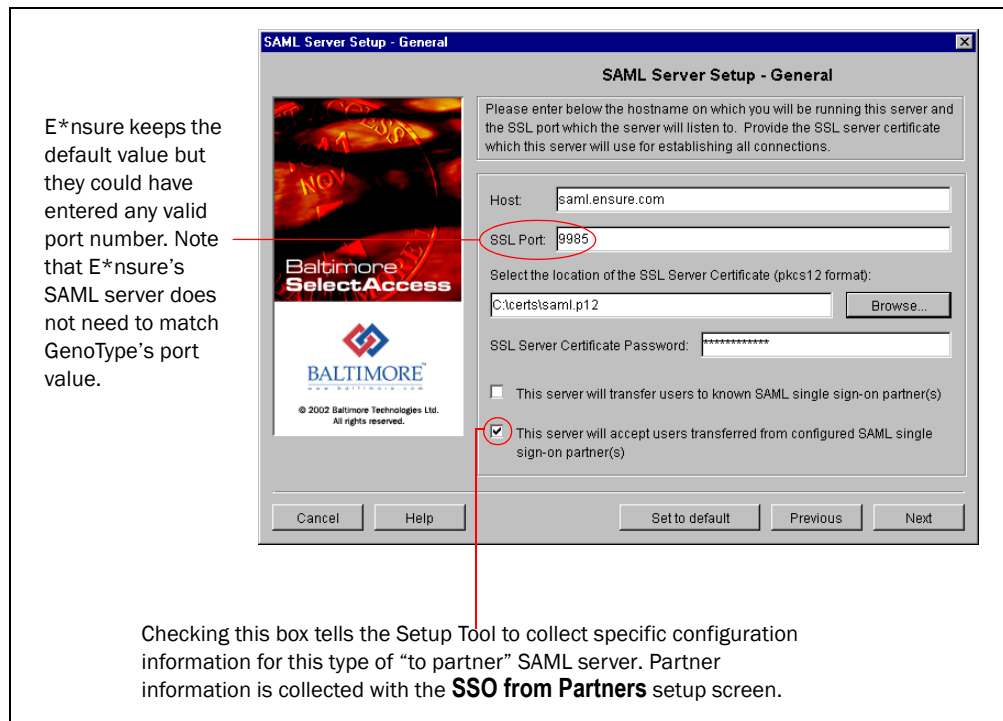 SAML Server Setup - General
SAML Server Setup - General
Please enter below the hostname on which you will be running this server and
the SSL port which the server will listen to. Provide the SSL server certificate
which this server will use for establishing all connections.
E*nsure keeps the
default value but
they could have
entered any valid
port number. Note
that E*nsure's
SAML server does
not need to match
GenoType's port
value.
NOV
Baltimore
SelectAccess
BALTIMORE™
www.baltimore.com
© 2002 Baltimore Technologies Ltd.
All rights reserved.
Host: saml.ensure.com
SSL Port: 9985
Select the location of the SSL Server Certificate (pkcs12 format):
C:\certs\saml.p12 Browse...
SSL Server Certificate Password: ************
This server will transfer users to known SAML single sign-on partner(s)
This server will accept users transferred from configured SAML single
sign-on partner(s)
Cancel Help Set to default Previous Next
Checking this box tells the Setup Tool to collect specific configuration
information for this type of “to partner” SAML server. Partner
information is collected with the SSO from Partners setup screen.